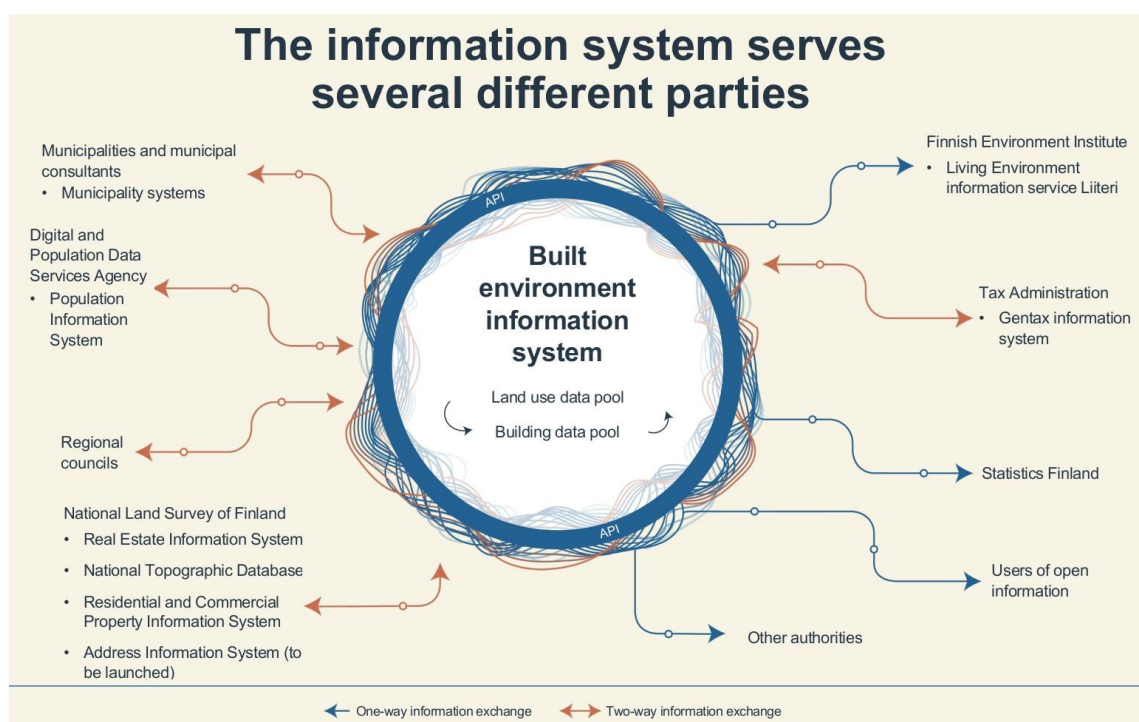 The information system serves
several different parties
Municipalities and municipal
consultants
• Municipality systems
Digital and
Population Data
Services Agency
• Population
Information
System
Regional
councils
National Land Survey of Finland
• Real Estate Information System
• National Topographic Database
• Residential and Commercial
Property Information System
• Address Information System (to
be launched)
API
Built
environment
information
system
Land use data pool
Building data pool
API
Finnish Environment Institute
• Living Environment
information service Liiteri
Tax Administration
• Gentax information
system
Statistics Finland
Users of open
information
Other authorities
One-way information exchange
Two-way information exchange